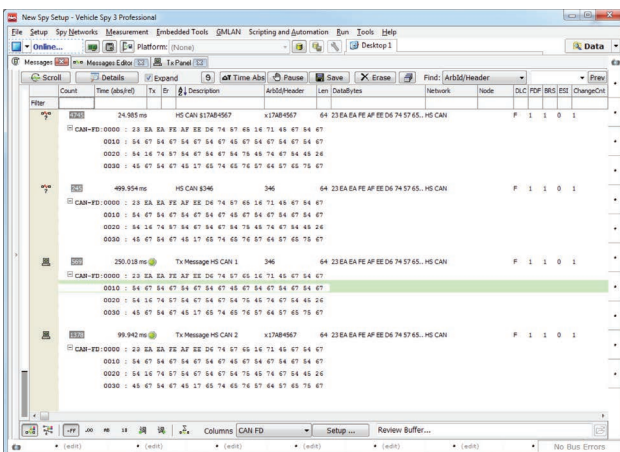 New Spy Setup - Vehicle Spy 3 Professional
File Setup Spy Networks Measurement Embedded Tools GMLAN Scripting and Automation Run Tools Help
Online... Platform: (None) Desktop 1 Data
Messages Messages Editor Tx Panel
Scroll Details Expand 9 ΔT Time Abs Pause Save Erase Find: ArbId/Header Prev
Count Time (abs/rel) Tx Er Description ArbId/Header Len DataBytes Network Node DLC FDF BRS ESI ChangeCnt
Filter
4745 24.985 ms HS CAN $17AB4567 x17AB4567 64 23 EA EA FE AF EE D6 74 57 65.. HS CAN F 1 1 0 1
CAN-FD:0000 : 23 EA EA FE AF EE D6 74 57 65 16 71 45 67 54 67
0010 : 54 67 54 67 54 67 54 67 45 67 54 67 54 67 54 67
0020 : 54 16 74 57 54 67 54 67 54 75 45 74 67 54 45 26
0030 : 45 67 54 67 45 17 65 74 65 76 57 64 57 65 75 67
499.954 ms HS CAN $346 346 64 23 EA EA FE AF EE D6 74 57 65.. HS CAN F 1 1 0 1
CAN-FD:0000 : 23 EA EA FE AF EE D6 74 57 65 16 71 45 67 54 67
0010 : 54 67 54 67 54 67 54 67 45 67 54 67 54 67 54 67
0020 : 54 16 74 57 54 67 54 67 54 75 45 74 67 54 45 26
0030 : 45 67 54 67 45 17 65 74 65 76 57 64 57 65 75 67
250.018 ms Tx Message HS CAN 1 346 64 23 EA EA FE AF EE D6 74 57 65.. HS CAN F 1 1 0 1
CAN-FD:0000 : 23 EA EA FE AF EE D6 74 57 65 16 71 45 67 54 67
0010 : 54 67 54 67 54 67 54 67 45 67 54 67 54 67 54 67
0020 : 54 16 74 57 54 67 54 67 54 75 45 74 67 54 45 26
0030 : 45 67 54 67 45 17 65 74 65 76 57 64 57 65 75 67
99.942 ms Tx Message HS CAN 2 x17AB4567 64 23 EA EA FE AF EE D6 74 57 65.. HS CAN F 1 1 0 1
CAN-FD:0000 : 23 EA EA FE AF EE D6 74 57 65 16 71 45 67 54 67
0010 : 54 67 54 67 54 67 54 67 45 67 54 67 54 67 54 67
0020 : 54 16 74 57 54 67 54 67 54 75 45 74 67 54 45 26
0030 : 45 67 54 67 45 17 65 74 65 76 57 64 57 65 75 67
Columns CAN FD Setup ... Review Buffer...
(edit) (edit) (edit) (edit) (edit) (edit) No Bus Errors